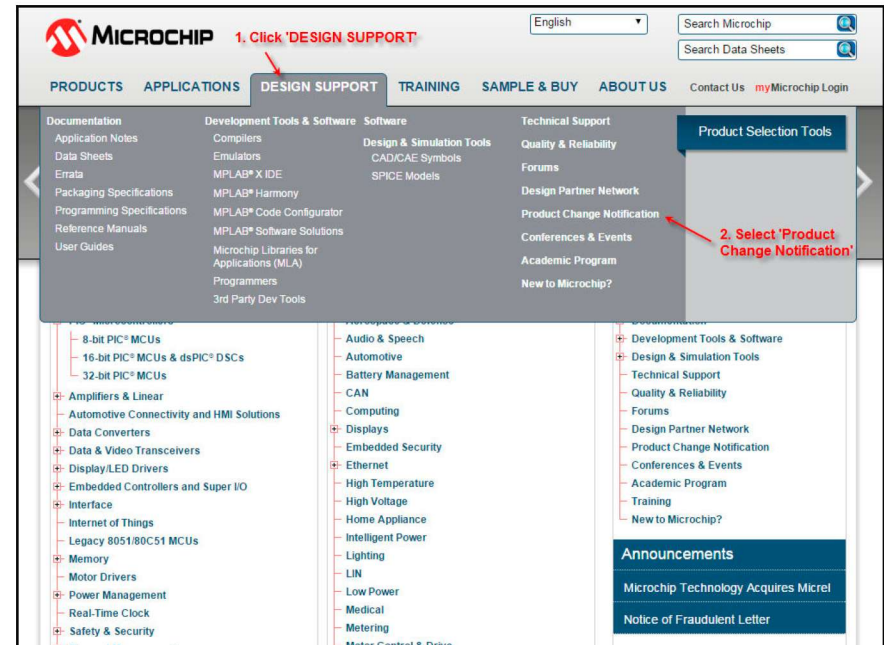 MICROCHIP
1. Click 'DESIGN SUPPORT'
English
Search Microchip
Search Data Sheets
PRODUCTS
APPLICATIONS
DESIGN SUPPORT
TRAINING
SAMPLE & BUY
ABOUT US
Contact Us
myMicrochip Login
Documentation
Application Notes
Data Sheets
Errata
Packaging Specifications
Programming Specifications
Reference Manuals
User Guides
Development Tools & Software
Compilers
Emulators
MPLAB® X IDE
MPLAB® Harmony
MPLAB® Code Configurator
MPLAB® Software Solutions
Microchip Libraries for
Applications (MLA)
Programmers
3rd Party Dev Tools
Software
Design & Simulation Tools
CAD/CAE Symbols
SPICE Models
Technical Support
Quality & Reliability
Forums
Design Partner Network
Product Change Notification
Conferences & Events
Academic Program
New to Microchip?
Product Selection Tools
2. Select 'Product
Change Notification'
8-bit PIC® MCUs
16-bit PIC® MCUs & dsPIC® DSCs
32-bit PIC® MCUs
Amplifiers & Linear
Automotive Connectivity and HMI Solutions
Data Converters
Data & Video Transceivers
Display/LED Drivers
Embedded Controllers and Super I/O
Interface
Internet of Things
Legacy 8051/80C51 MCUs
Memory
Motor Drivers
Power Management
Real-Time Clock
Safety & Security
Audio & Speech
Automotive
Battery Management
CAN
Computing
Displays
Embedded Security
Ethernet
High Temperature
High Voltage
Home Appliance
Intelligent Power
Lighting
LIN
Low Power
Medical
Metering
Development Tools & Software
Design & Simulation Tools
Technical Support
Quality & Reliability
Forums
Design Partner Network
Product Change Notification
Conferences & Events
Academic Program
Training
New to Microchip?
Announcements
Microchip Technology Acquires Micrel
Notice of Fraudulent Letter